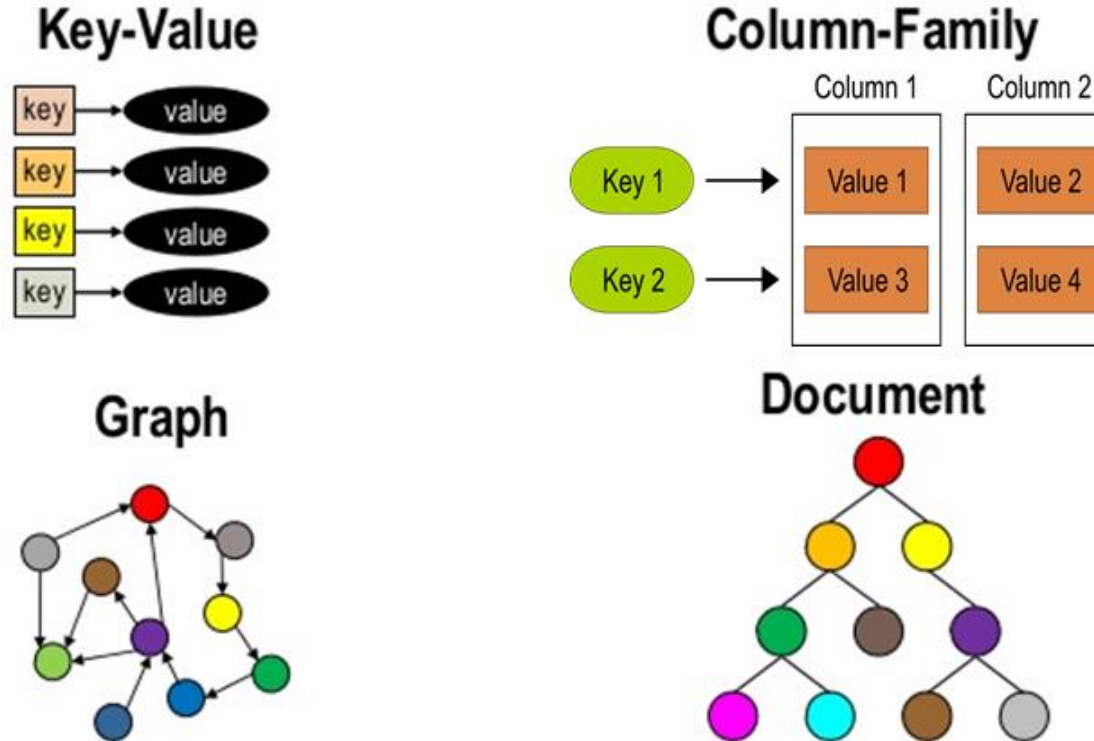 Key-Value
key value
key value
key value
key value
Column-Family
Column 1 Column 2
Key 1 Value 1 Value 2
Key 2 Value 3 Value 4
Graph
Document